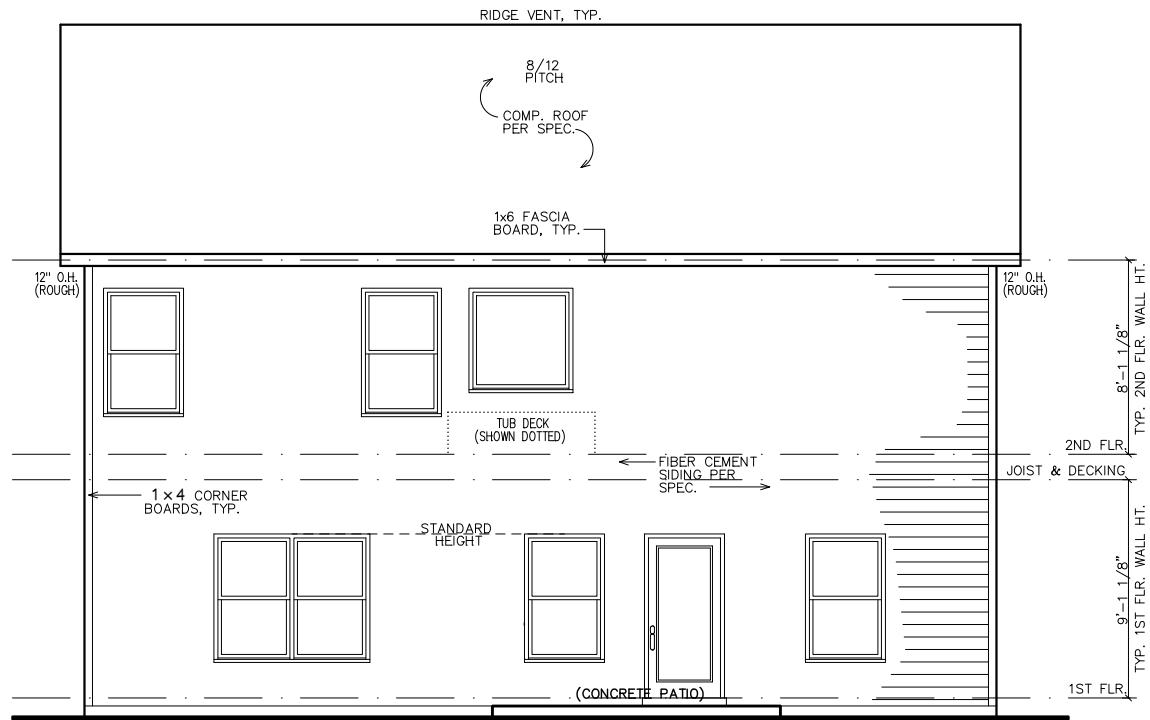 RIDGE VENT, TYP.
8/12
PITCH
COMP. ROOF
PER SPEC.
1x6 FASCIA
BOARD, TYP.
12" O.H.
(ROUGH)
12" O.H.
(ROUGH)
8'-1 1/8"
TYP. 2ND FLR. WALL HT.
TUB DECK
(SHOWN DOTTED)
2ND FLR.
FIBER CEMENT
SIDING PER
SPEC.
JOIST & DECKING
1x4 CORNER
BOARDS, TYP.
STANDARD
HEIGHT
9'-1 1/8"
TYP. 1ST FLR. WALL HT.
(CONCRETE PATIO)
1ST FLR.